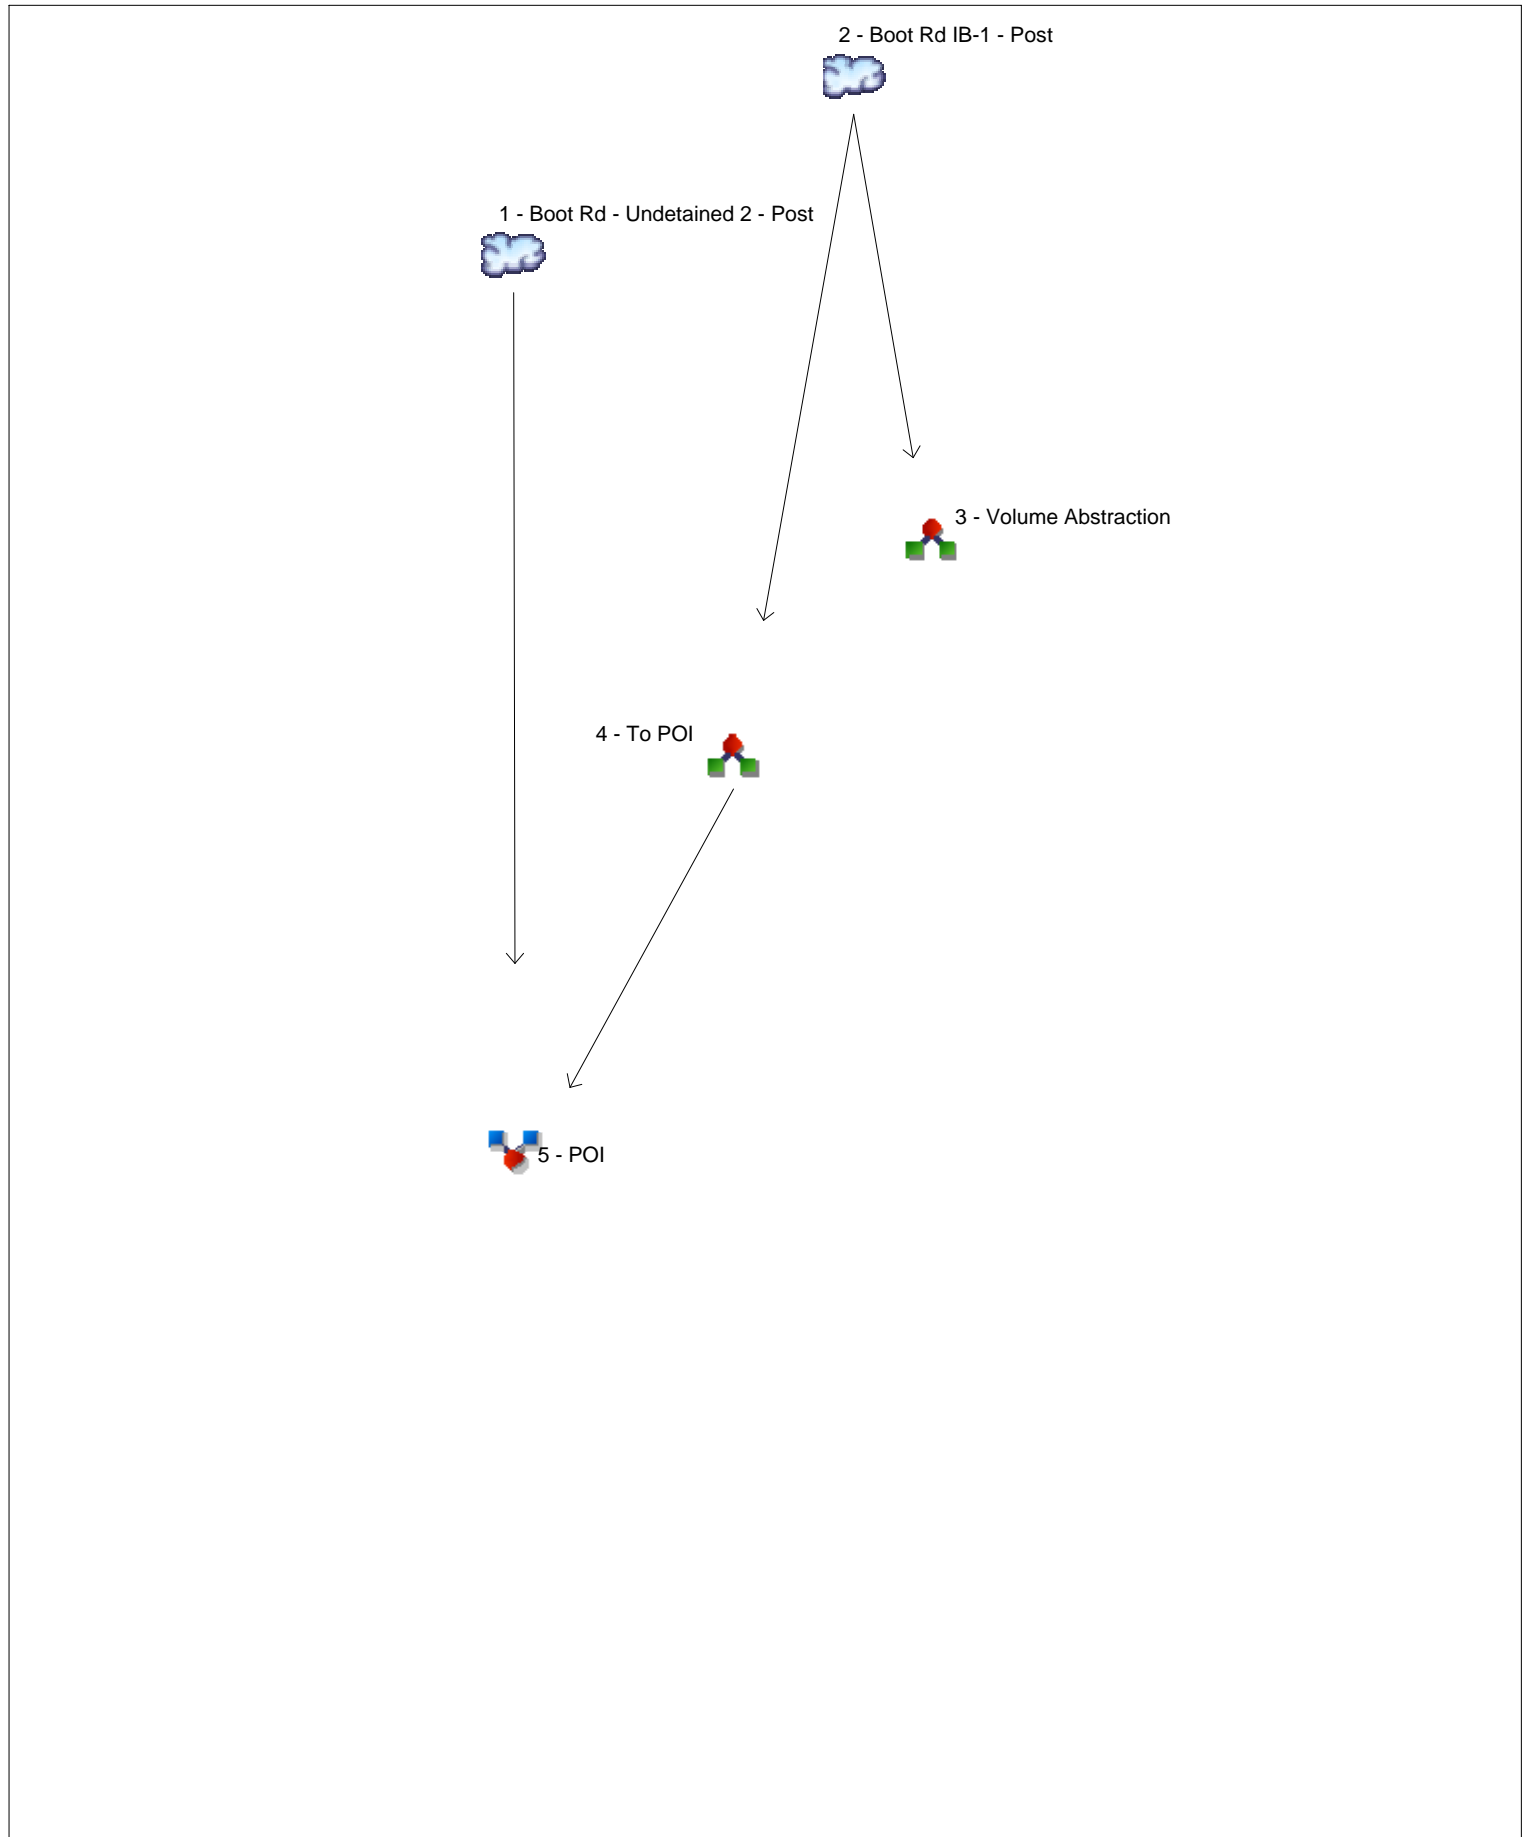 2 - Boot Rd IB-1 - Post
1 - Boot Rd - Undetained 2 - Post
3 - Volume Abstraction
4 - To POI
5 - POI